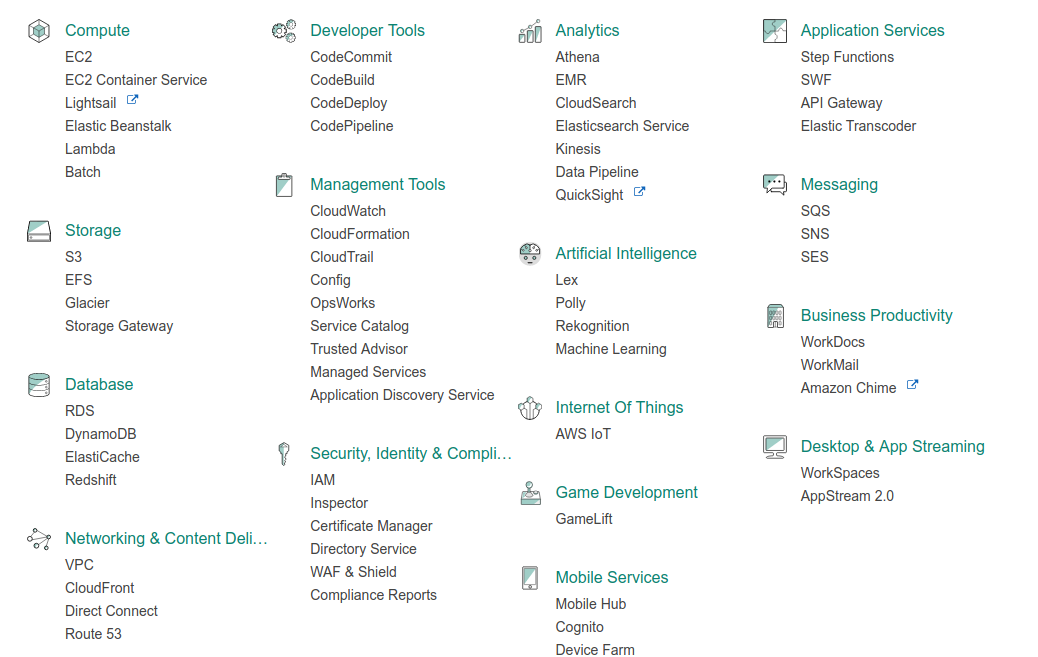 Compute
EC2
EC2 Container Service
Lightsail
Elastic Beanstalk
Lambda
Batch
Storage
S3
EFS
Glacier
Storage Gateway
Database
RDS
DynamoDB
ElastiCache
Redshift
Networking & Content Deli...
VPC
CloudFront
Direct Connect
Route 53
Developer Tools
CodeCommit
CodeBuild
CodeDeploy
CodePipeline
Management Tools
CloudWatch
CloudFormation
CloudTrail
Config
OpsWorks
Service Catalog
Trusted Advisor
Managed Services
Application Discovery Service
Security, Identity & Compli...
IAM
Inspector
Certificate Manager
Directory Service
WAF & Shield
Compliance Reports
Analytics
Athena
EMR
CloudSearch
Elasticsearch Service
Kinesis
Data Pipeline
QuickSight
Artificial Intelligence
Lex
Polly
Rekognition
Machine Learning
Internet Of Things
AWS IoT
Game Development
GameLift
Mobile Services
Mobile Hub
Cognito
Device Farm
Application Services
Step Functions
SWF
API Gateway
Elastic Transcoder
Messaging
SQS
SNS
SES
Business Productivity
WorkDocs
WorkMail
Amazon Chime
Desktop & App Streaming
WorkSpaces
AppStream 2.0